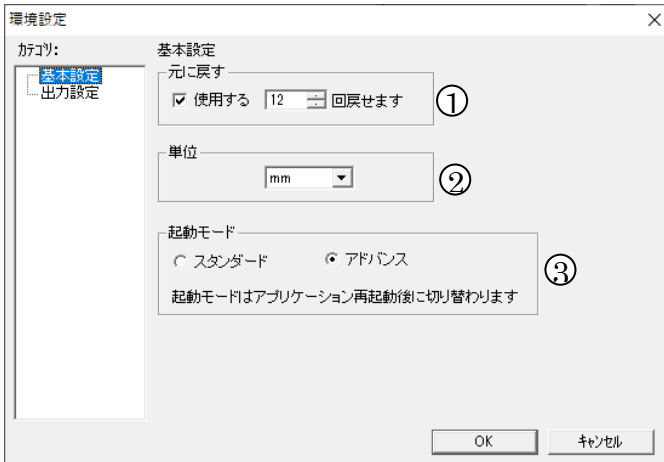 環境設定
カテゴリ:
基本設定
出力設定
基本設定
元に戻す
使用する 12 回戻せます ①
単位
mm ②
起動モード
スタンダード アドバンス ③
起動モードはアプリケーション再起動後に切り替わります
OK キャンセル